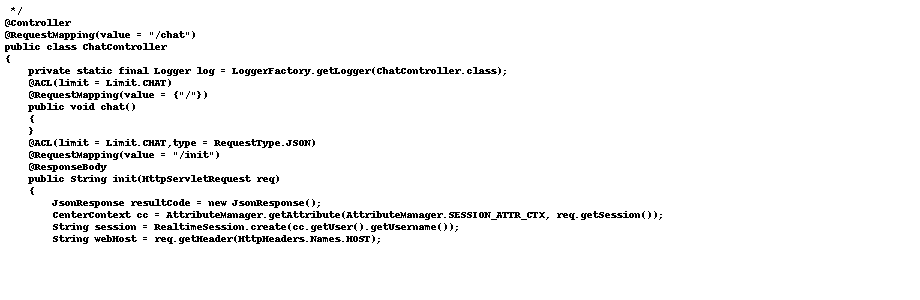 */
@Controller
@RequestMapping(value = "/chat")
public class ChatController
{
    private static final Logger log = LoggerFactory.getLogger(ChatController.class);
    @ACL(limit = Limit.CHAT)
    @RequestMapping(value = {"/"})
    public void chat()
    {
    }
    @ACL(limit = Limit.CHAT,type = RequestType.JSON)
    @RequestMapping(value = "/init")
    @ResponseBody
    public String init(HttpServletRequest req)
    {
        JsonResponse resultCode = new JsonResponse();
        CenterContext cc = AttributeManager.getAttribute(AttributeManager.SESSION_ATTR_CTX, req.getSession());
        String session = RealtimeSession.create(cc.getUser().getUsername());
        String webHost = req.getHeader(HttpHeaders.Names.HOST);